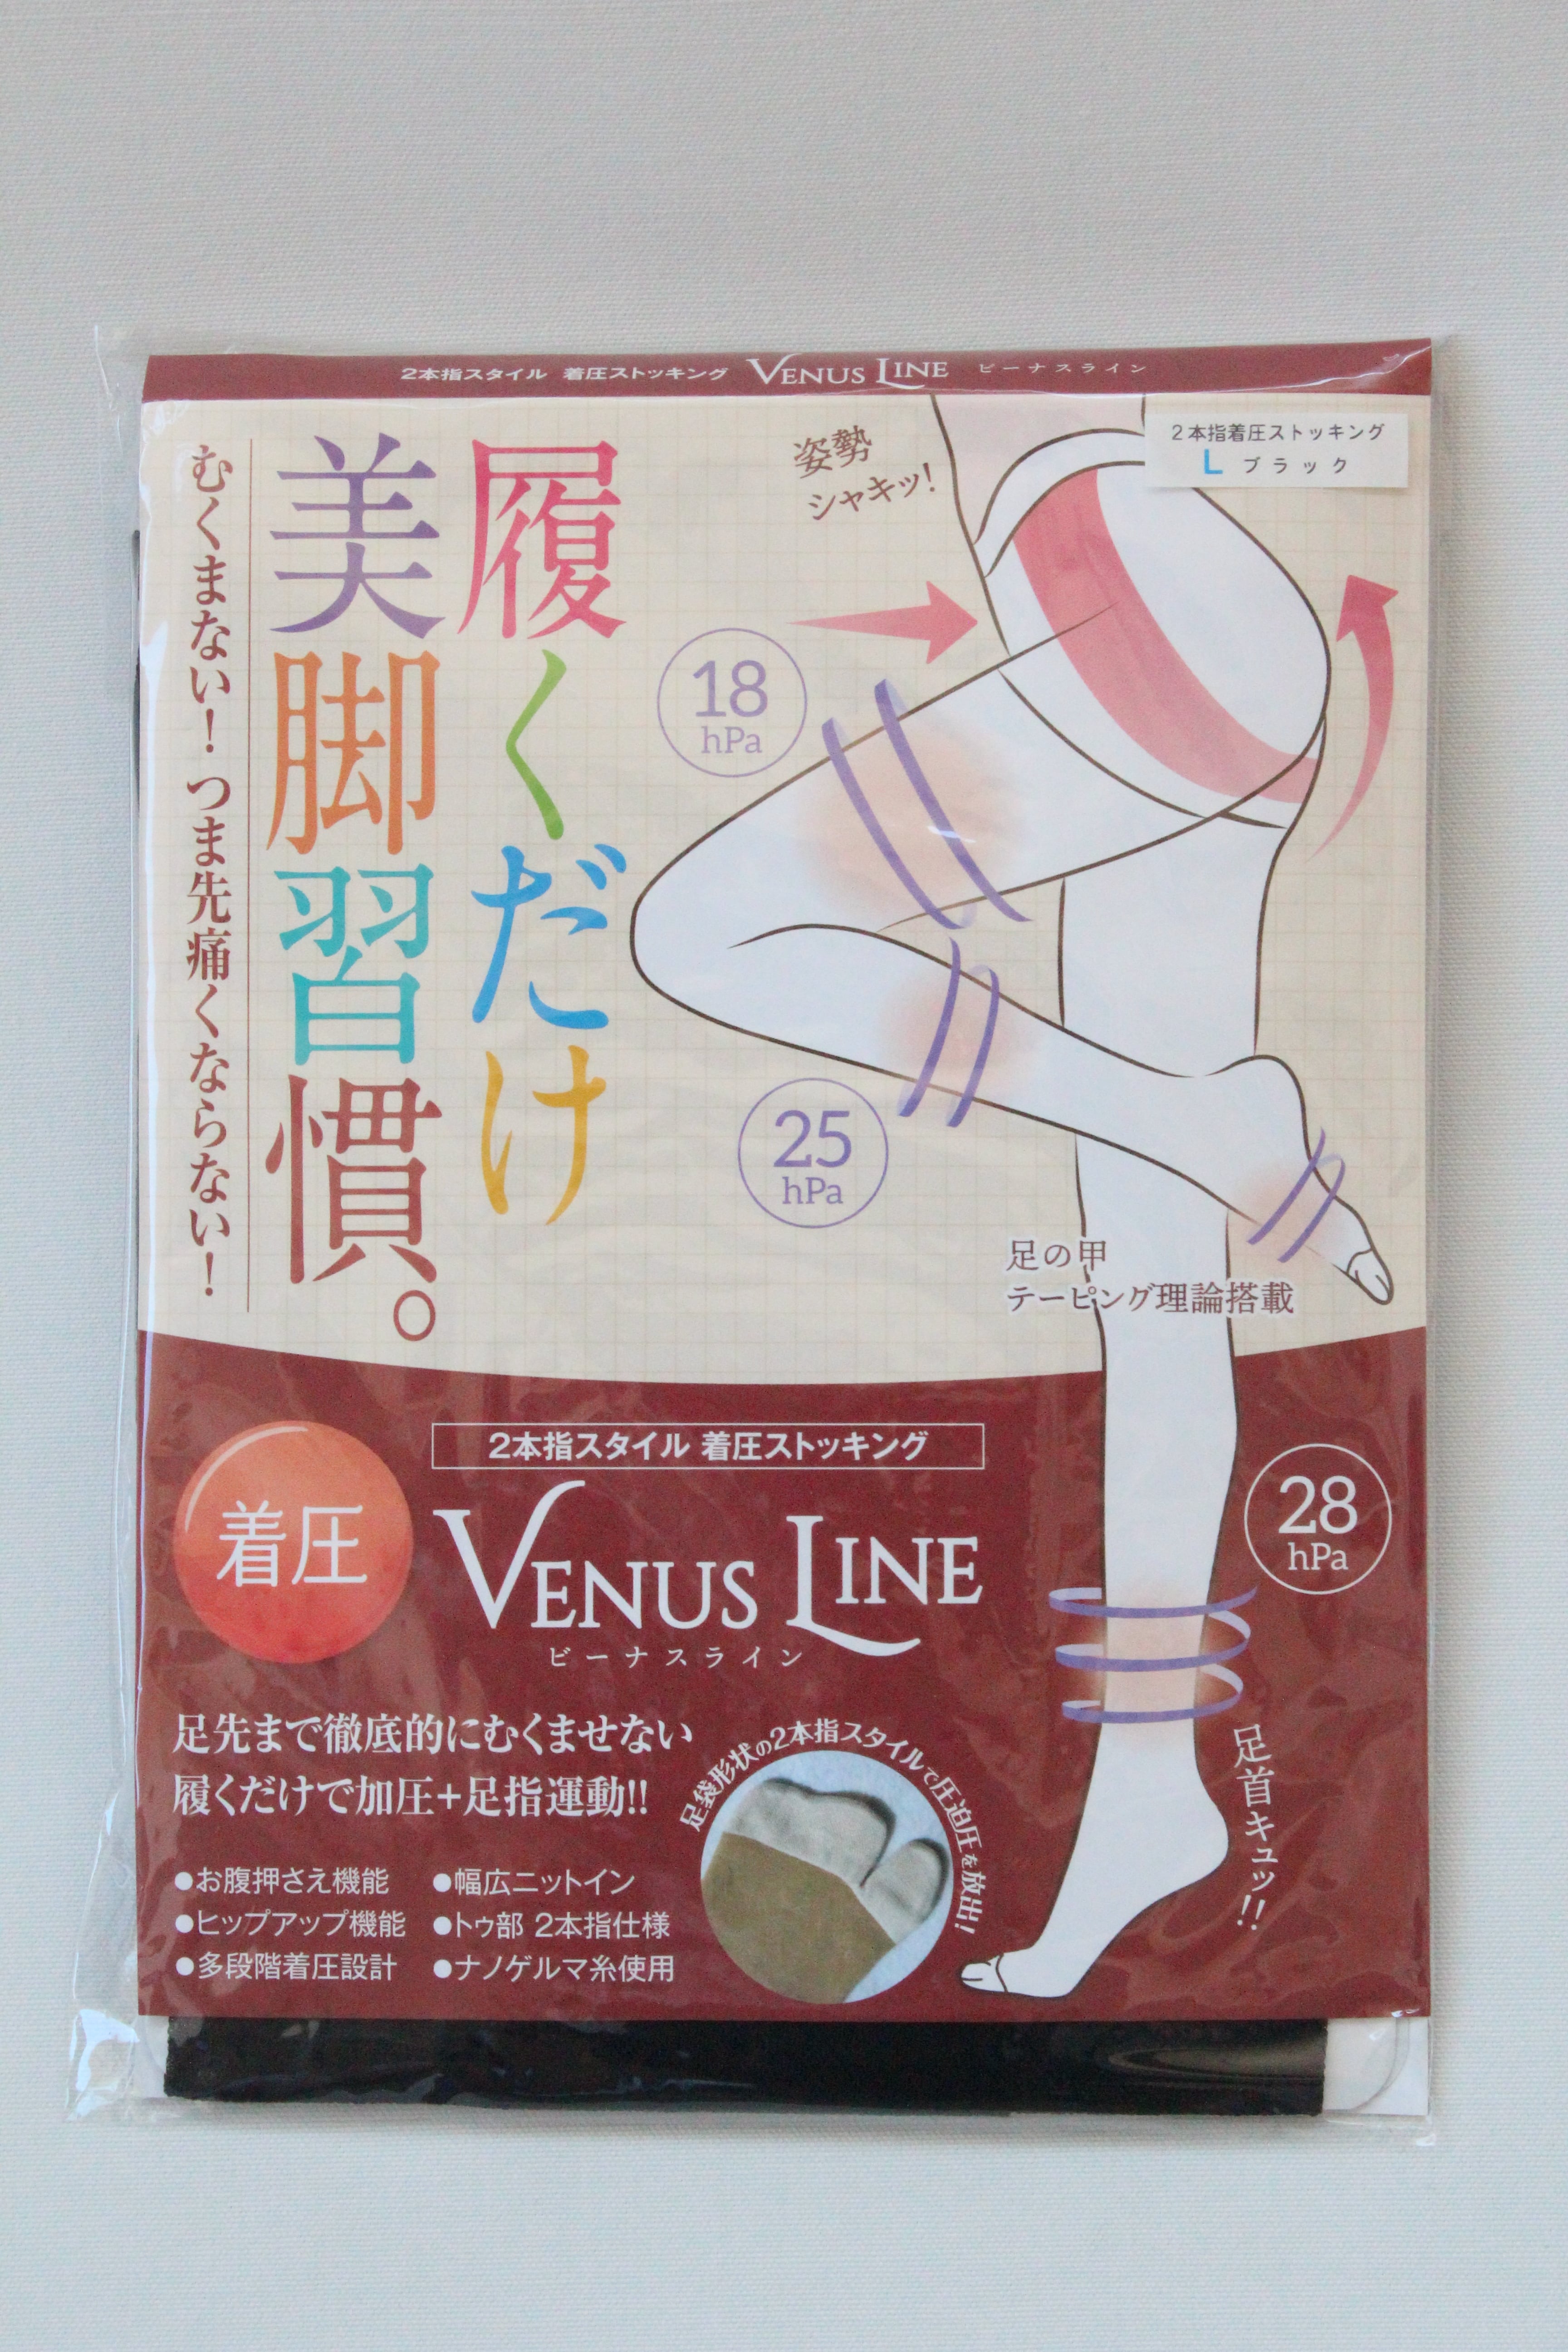 2本指スタイル 着圧ストッキング VENUS LINE ビーナスライン
2本指着圧ストッキング
L ブラック
履くだけ
美脚習慣。
むくまない！つま先痛くならない！
姿勢
シャキッ！
18
hPa
25
hPa
足の甲
テーピング理論搭載
着圧
2本指スタイル 着圧ストッキング
VENUS LINE
ビーナスライン
28
hPa
足首キュッ!!
足先まで徹底的にむくませない
履くだけで加圧+足指運動!!
足袋形状の2本指スタイルで圧迫圧を放出！
●お腹押さえ機能
●ヒップアップ機能
●多段階着圧設計
●幅広ニットイン
●トゥ部 2本指仕様
●ナノゲルマ糸使用